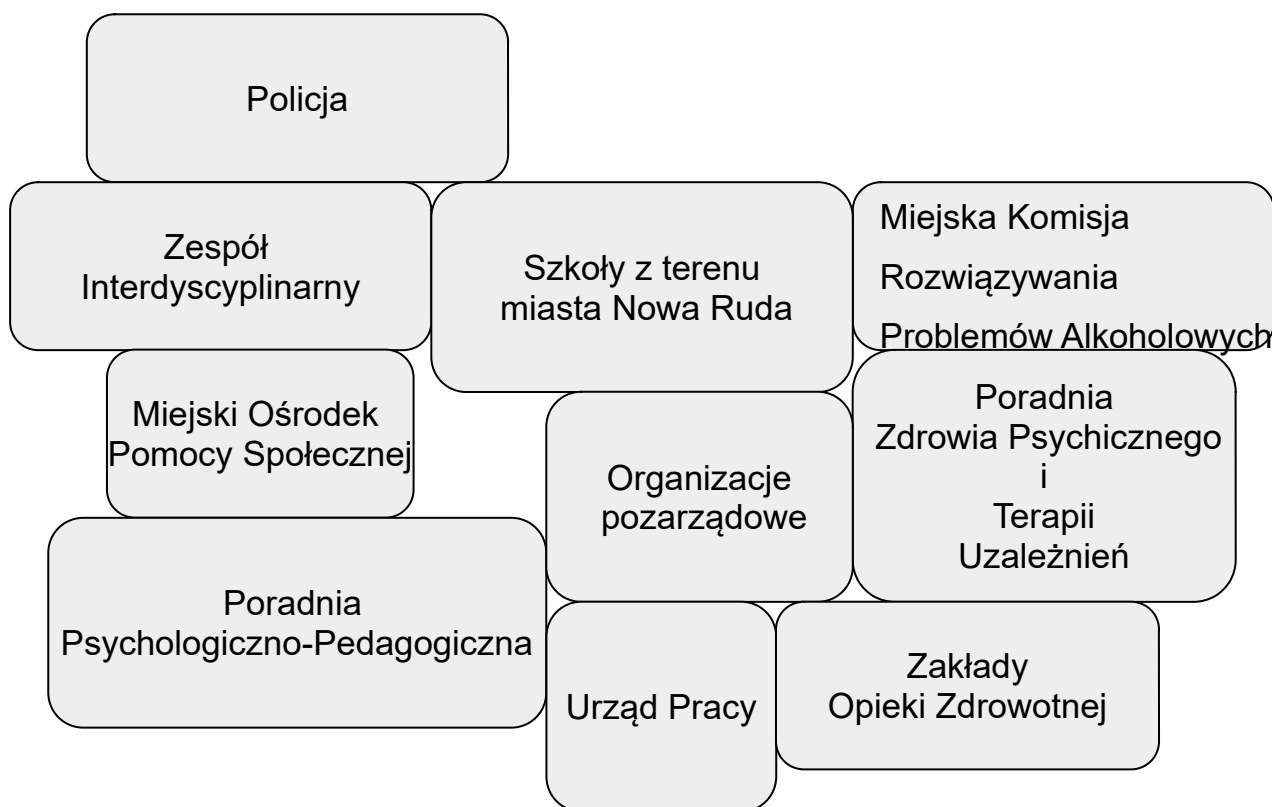 Policja
Zespół
Interdyscyplinarny
Szkoły z terenu
miasta Nowa Ruda
Miejska Komisja
Rozwiązywania
Problemów Alkoholowych
Miejski Ośrodek
Pomocy Społecznej
Organizacje
pozarządowe
Poradnia
Zdrowia Psychicznego
i
Terapii
Uzależnień
Poradnia
Psychologiczno-Pedagogiczna
Urząd Pracy
Zakłady
Opieki Zdrowotnej